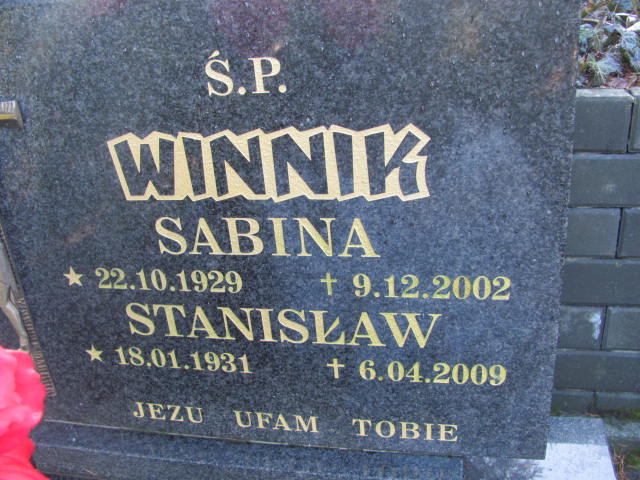 Ś.P.
WINNIK
SABINA
★ 22.10.1929 ✝ 9.12.2002
STANISŁAW
★ 18.01.1931 ✝ 6.04.2009
JEZU UFAM TOBIE